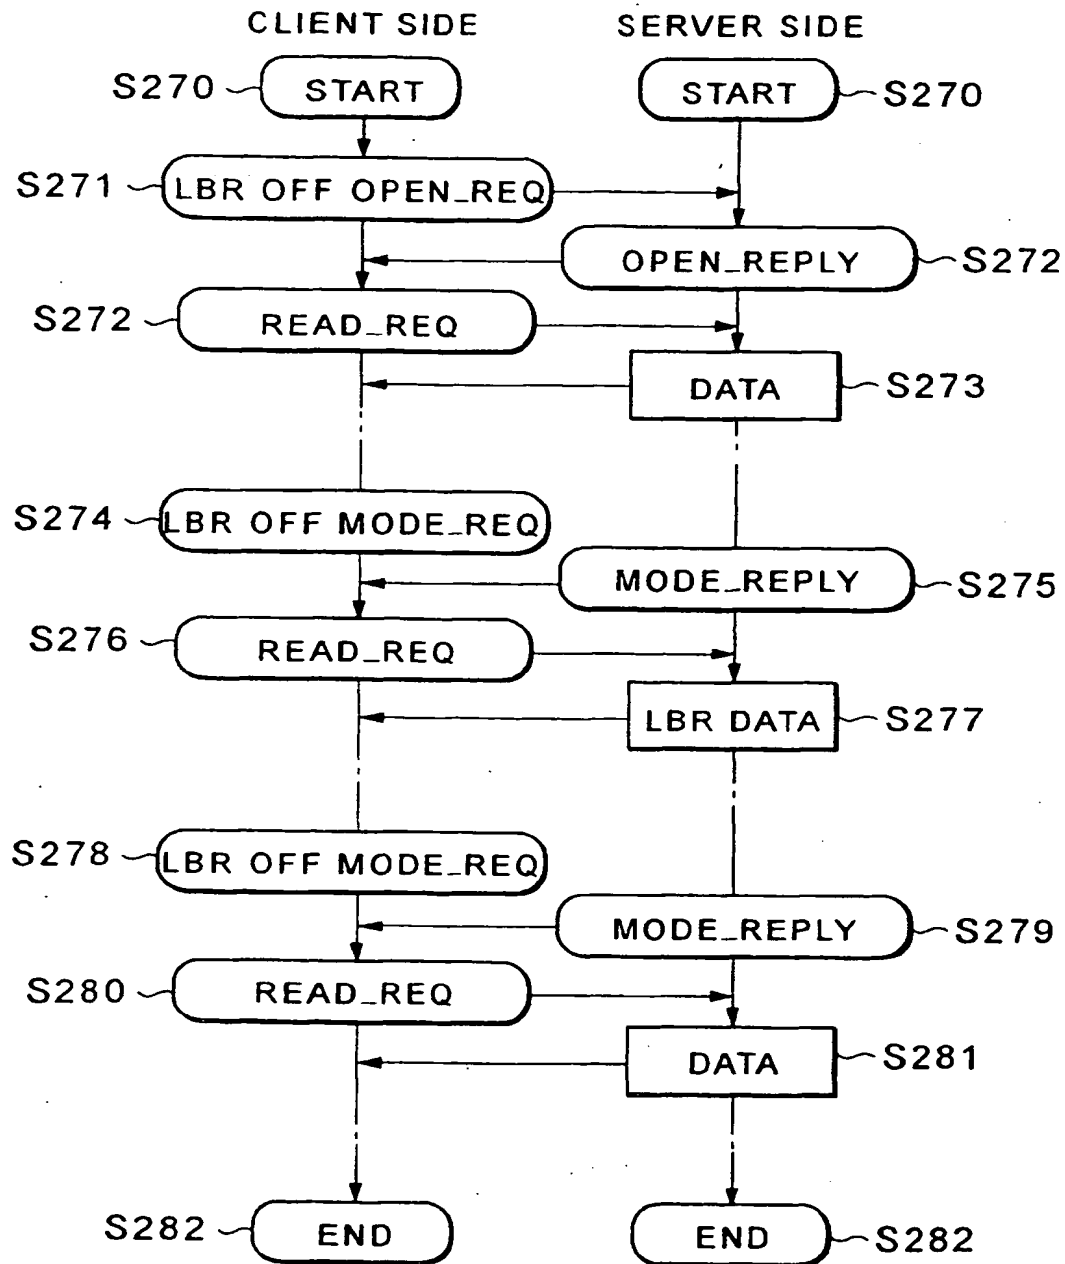 CLIENT SIDE SERVER SIDE
S270 START START S270
S271 LBR OFF OPEN_REQ
OPEN_REPLY S272
S272 READ_REQ
DATA S273
S274 LBR OFF MODE_REQ
MODE_REPLY S275
S276 READ_REQ
LBR DATA S277
S278 LBR OFF MODE_REQ
MODE_REPLY S279
S280 READ_REQ
DATA S281
S282 END END S282